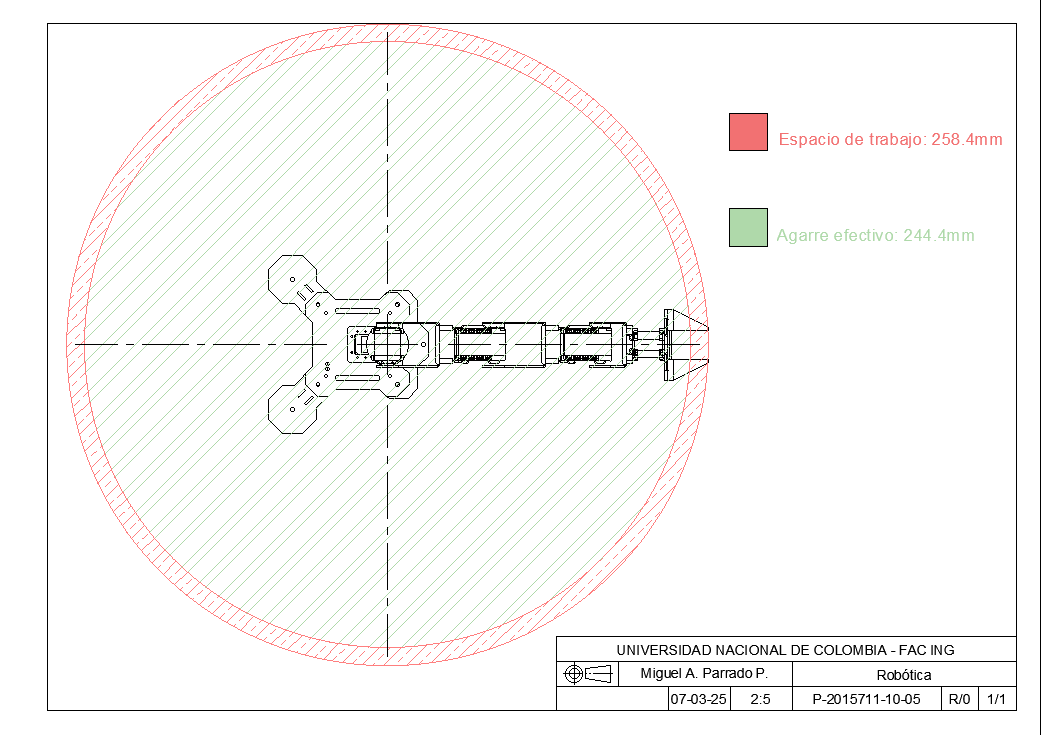 Espacio de trabajo: 258.4mm
Agarre efectivo: 244.4mm
UNIVERSIDAD NACIONAL DE COLOMBIA - FAC ING
Miguel A. Parrado P.
Robótica
07-03-25
2:5
P-2015711-10-05
R/0
1/1